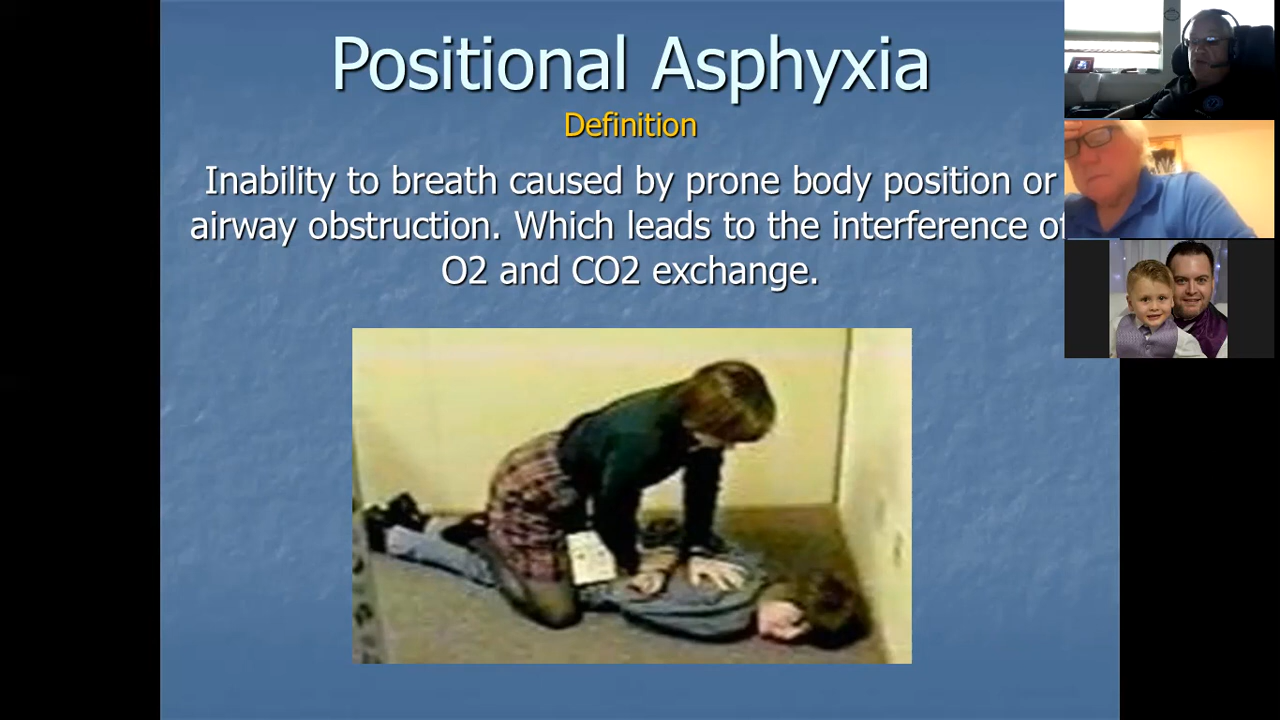 Positional Asphyxia
Definition
Inability to breath caused by prone body position or
airway obstruction. Which leads to the interference of
O2 and CO2 exchange.